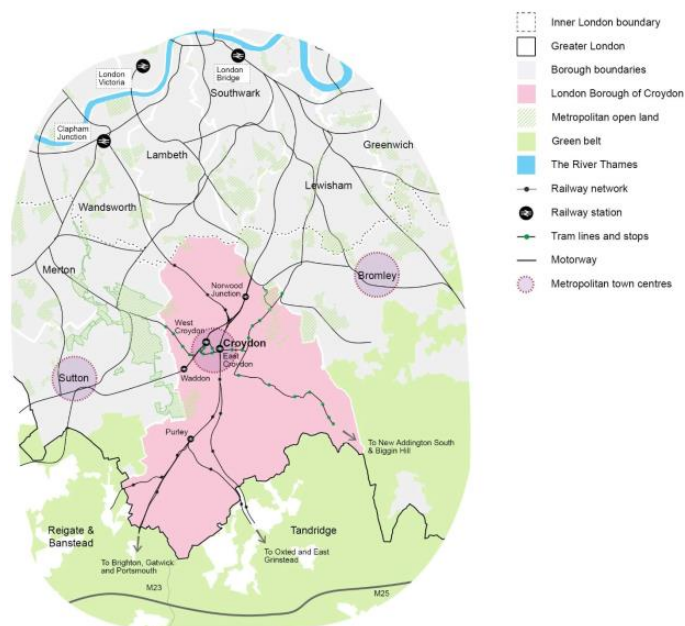 London
Victoria
London
Bridge
Southwark
Clapham
Junction
Greenwich
Lambeth
Lewisham
Wandsworth
Merton
Bromley
Norwood
Junction
West
Croydon
Croydon
East
Croydon
Sutton
Waddon
Purley
To New Addington South
& Biggin Hill
Reigate &
Banstead
Tandridge
To Brighton, Gatwick
and Portsmouth
To Oxted and East
Grinstead
M23
M25
Inner London boundary
Greater London
Borough boundaries
London Borough of Croydon
Metropolitan open land
Green belt
The River Thames
Railway network
Railway station
Tram lines and stops
Motorway
Metropolitan town centres